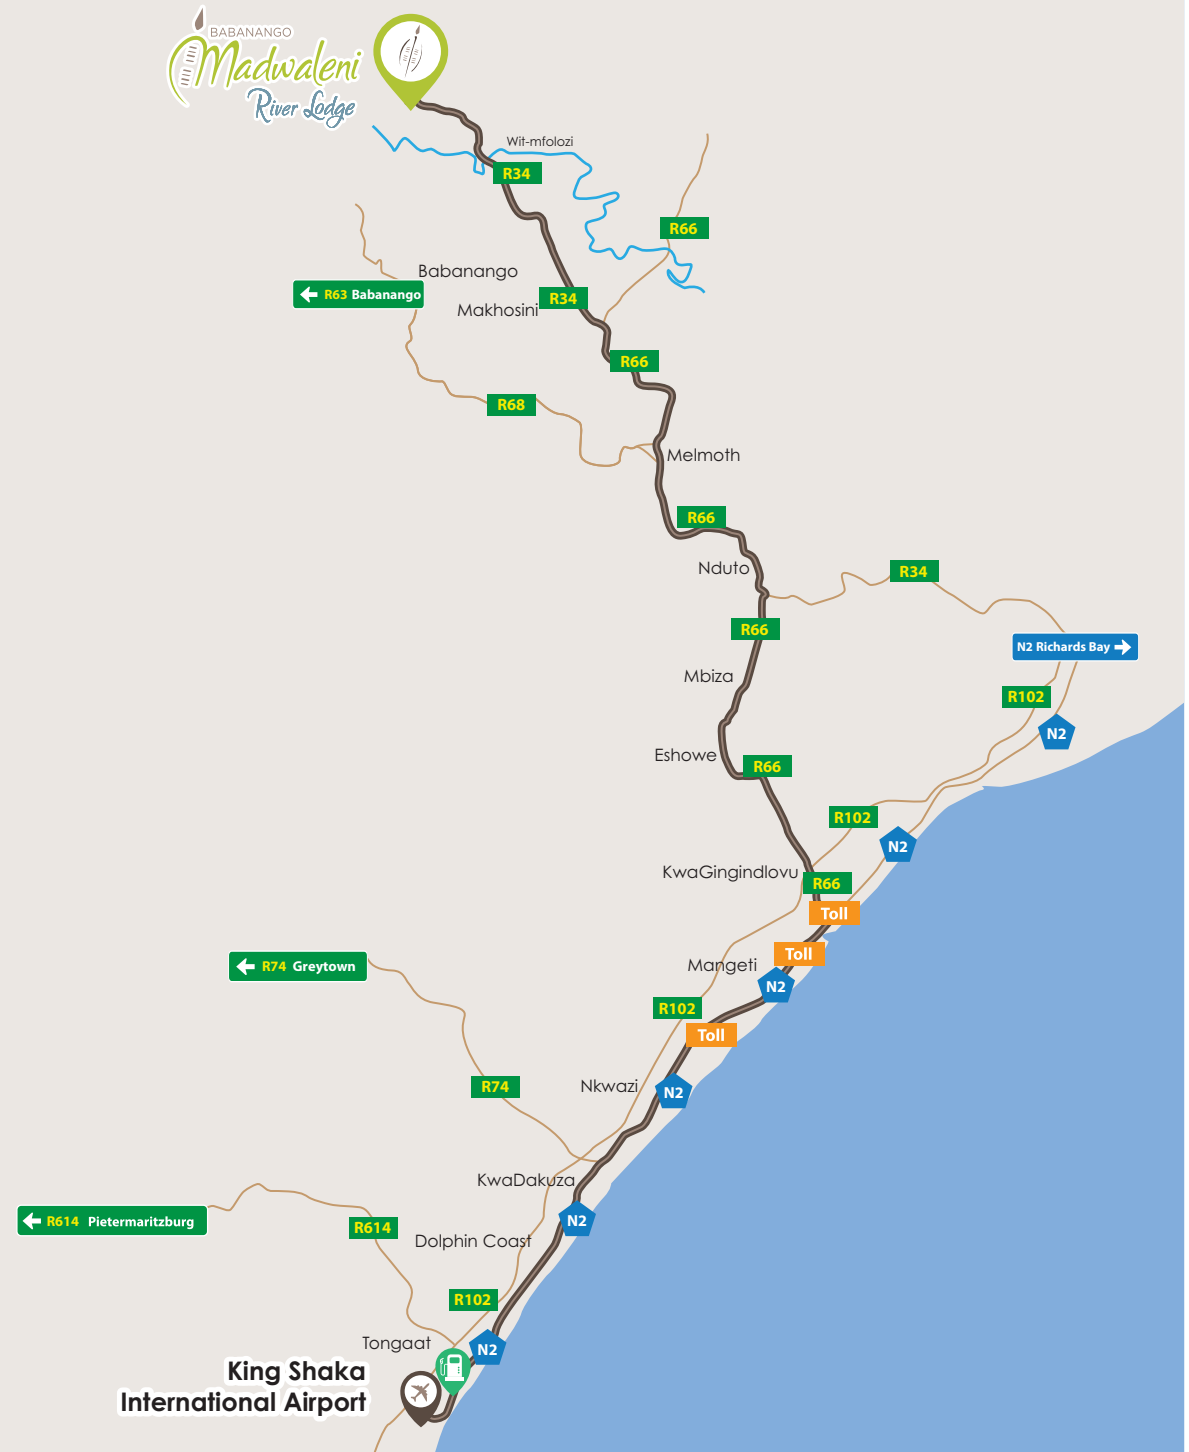 BABANANGO
Madwaleni
River Lodge
Wit-mfolozi
R34
R66
Babanango
R63 Babanango
R34
Makhosini
R66
R68
Melmoth
R66
Nduto
R34
R66
N2 Richards Bay
Mbiza
R102
N2
Eshowe
R66
R102
N2
KwaGingindlovu
R66
Toll
Toll
Mangeti
R74 Greytown
N2
R102
Toll
Nkwazi
R74
N2
KwaDakuza
R614 Pietermaritzburg
N2
R614
Dolphin Coast
R102
Tongaat
N2
King Shaka
International Airport